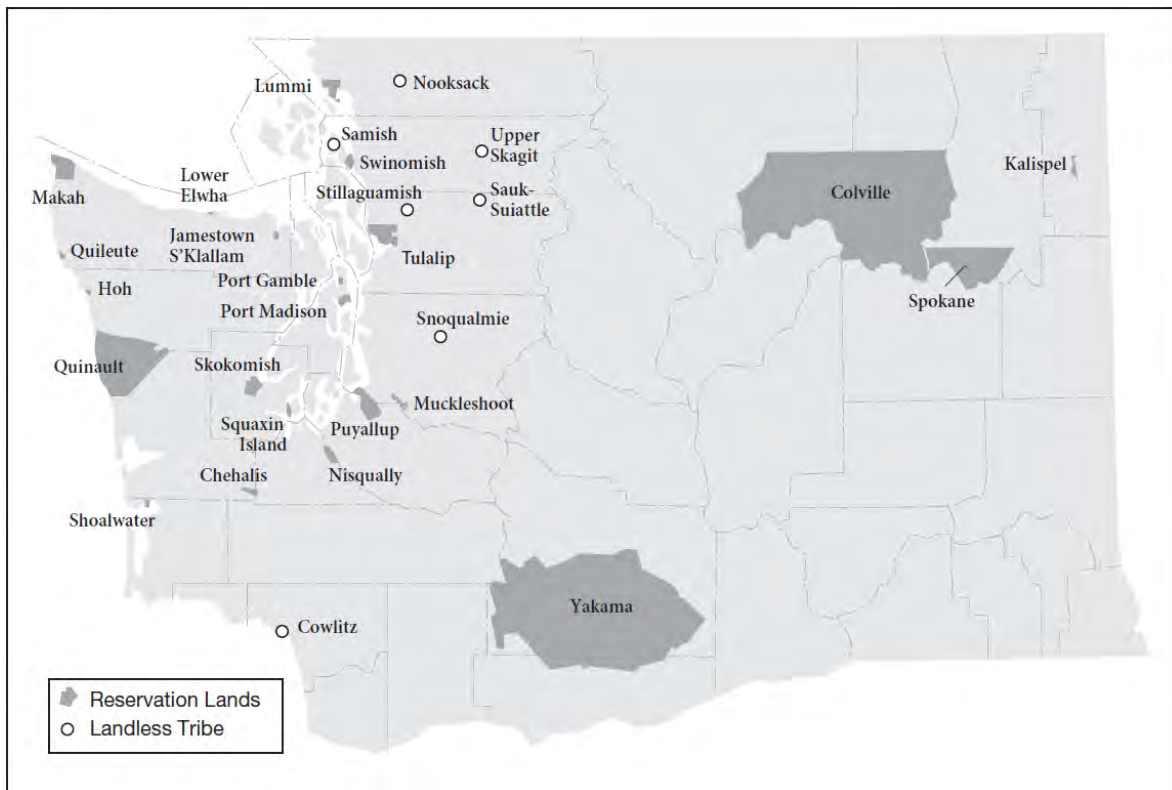 Lummi
Nooksack
Samish
Upper
Skagit
Swinomish
Kalispel
Makah
Lower
Elwha
Stillaguamish
Sauk-
Suiattle
Colville
Quileute
Jamestown
S'Klallam
Tulalip
Hoh
Port Gamble
Port Madison
Spokane
Snoqualmie
Quinault
Skokomish
Muckleshoot
Squaxin
Island
Puyallup
Chehalis
Nisqually
Shoalwater
Yakama
Cowlitz
Reservation Lands
Landless Tribe